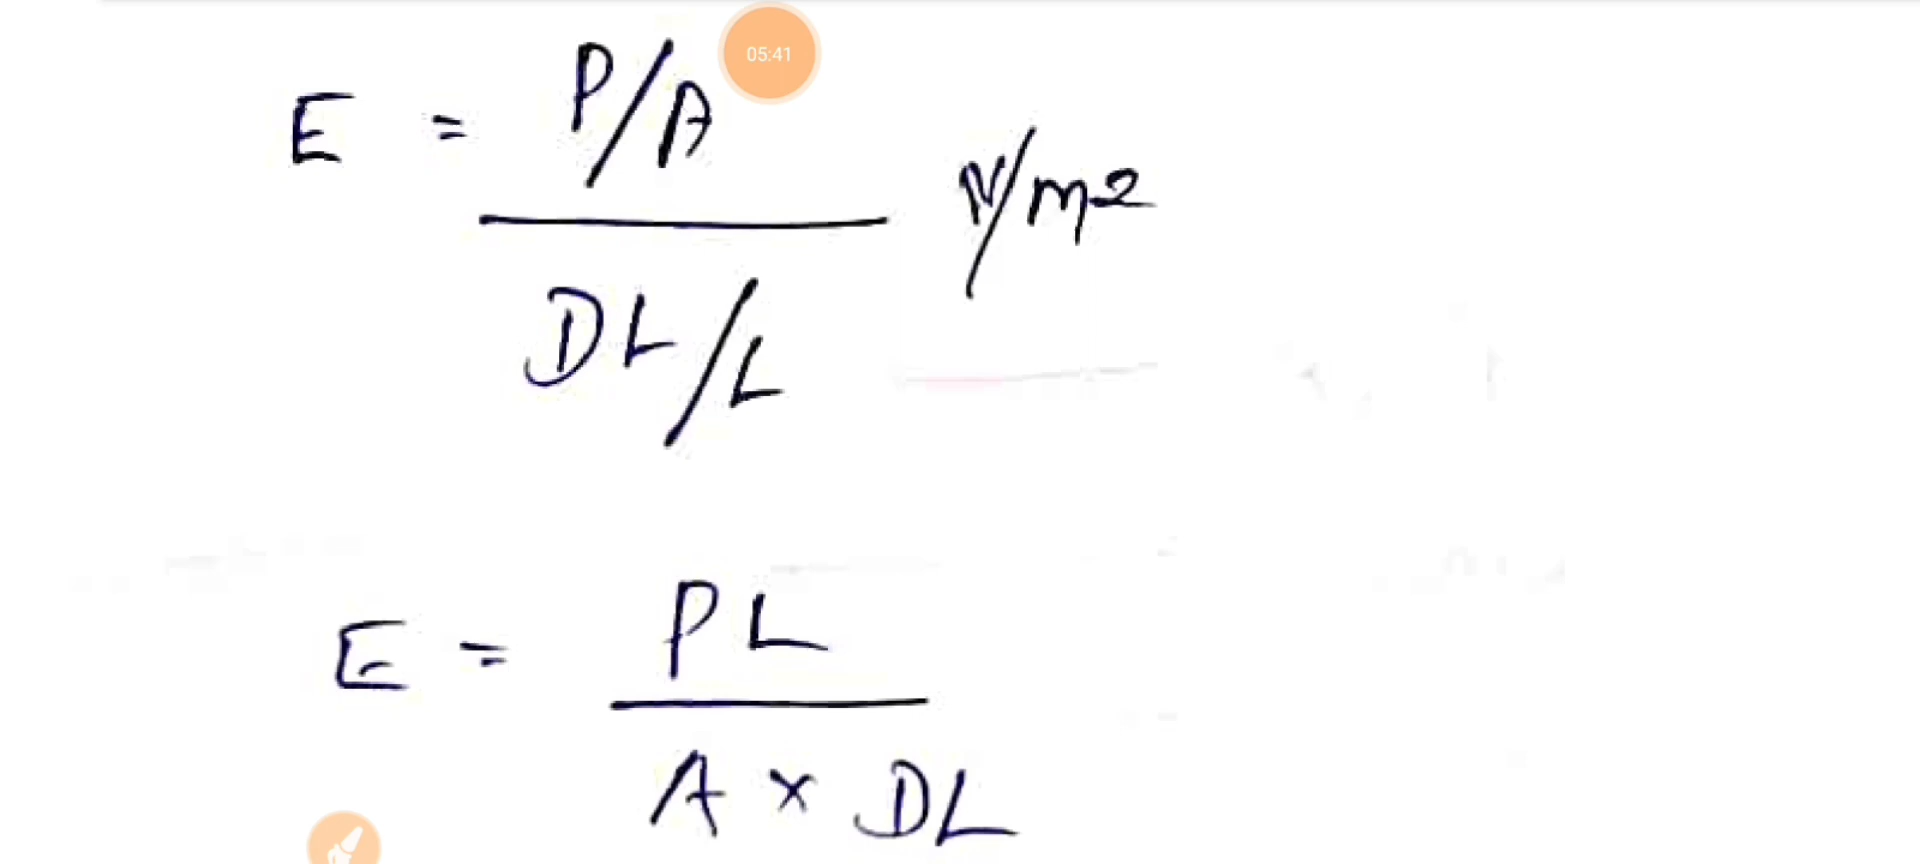 05:41
E = P/A
N/m2
DL/L
E = PL
A × DL